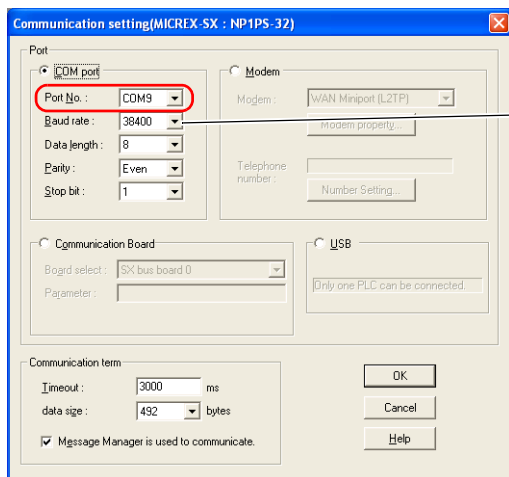 Communication setting(MICREX-SX : NP1PS-32)
Port
COM port
Port No. : COM9
Baud rate : 38400
Data length : 8
Parity : Even
Stop bit : 1
Modem
Modem : WAN Miniport (L2TP)
Modem property...
Telephone
number :
Number Setting...
Communication Board
Board select : SX bus board 0
Parameter :
USB
Only one PLC can be connected.
Communication term
Timeout : 3000 ms
data size : 492 bytes
Message Manager is used to communicate.
OK
Cancel
Help